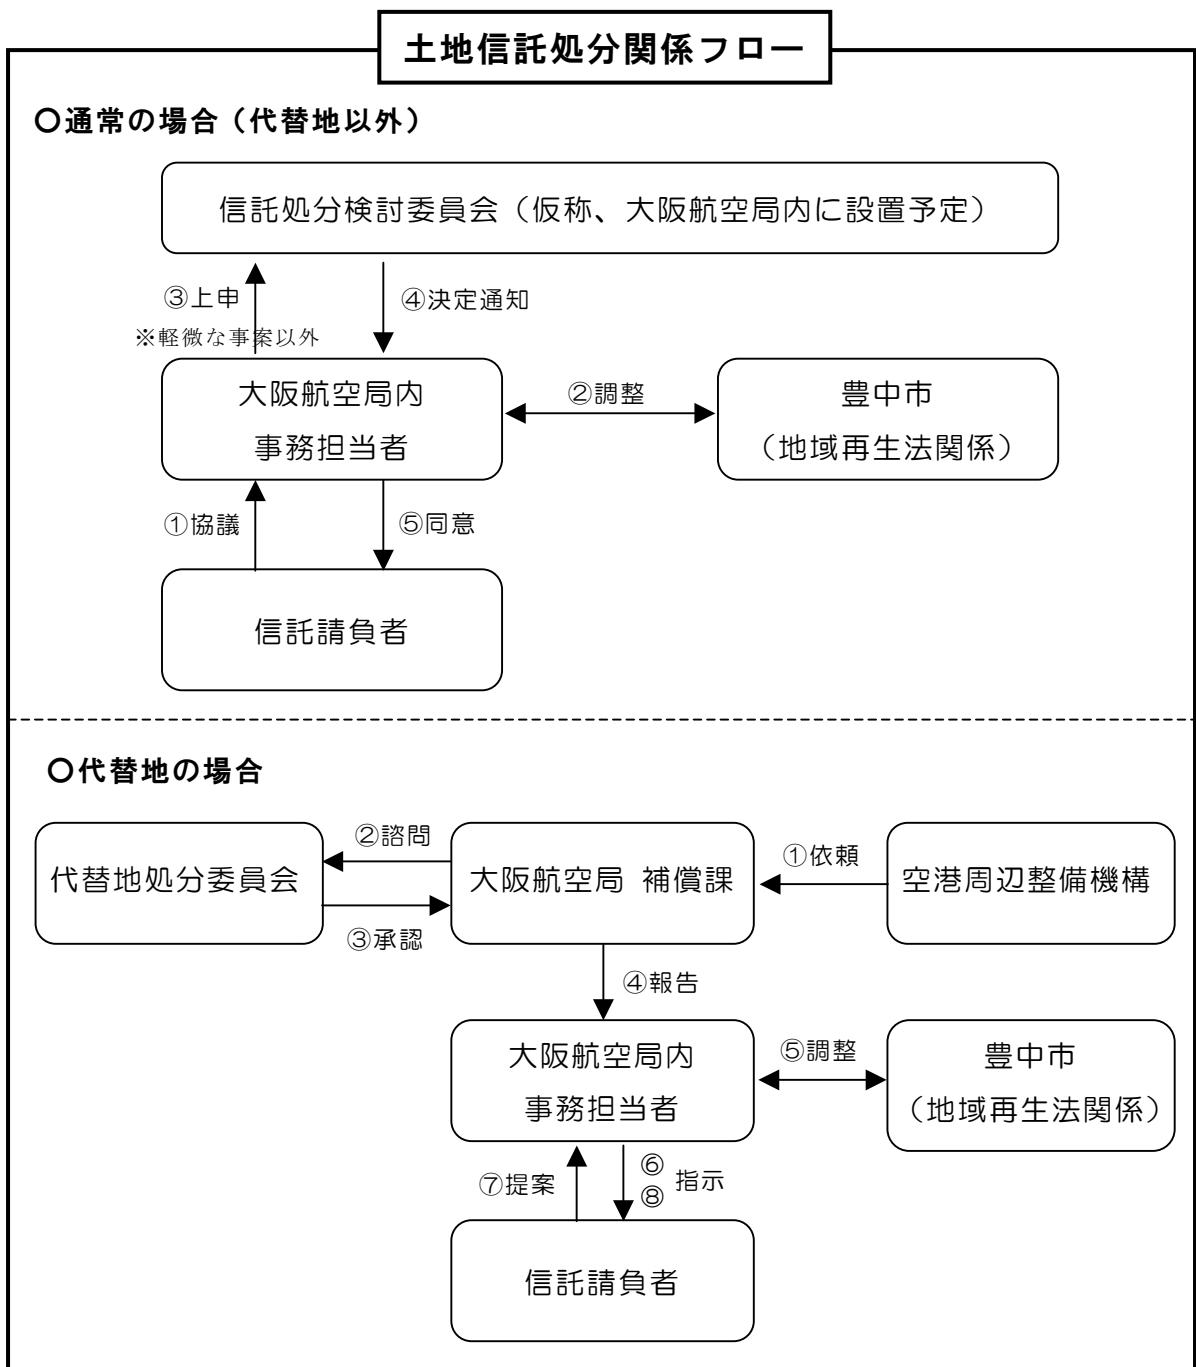 土地信託処分関係フロー
〇通常の場合（代替地以外）
信託処分検討委員会（仮称、大阪航空局内に設置予定）
③上申
④決定通知
※軽微な事案以外
大阪航空局内
事務担当者
②調整
豊中市
（地域再生法関係）
①協議
⑤同意
信託請負者
〇代替地の場合
代替地処分委員会
②諮問
③承認
大阪航空局 補償課
①依頼
空港周辺整備機構
④報告
大阪航空局内
事務担当者
⑤調整
豊中市
（地域再生法関係）
⑦提案
⑥
⑧
指示
信託請負者